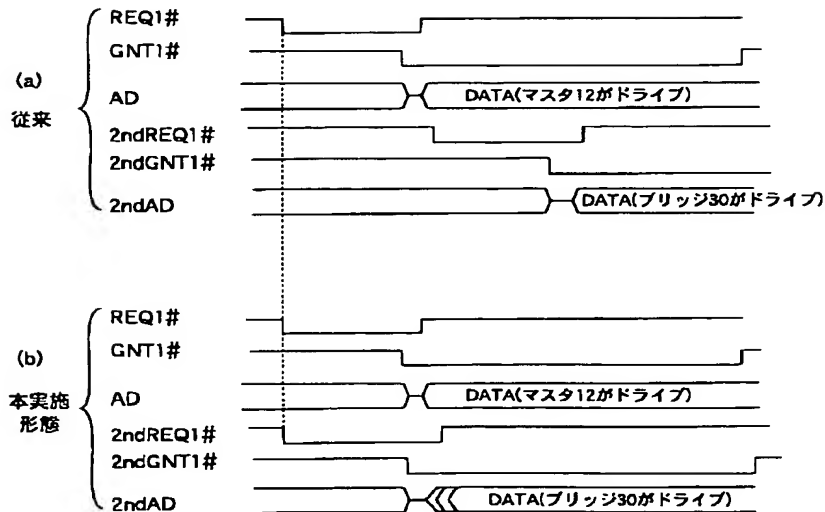 REQ1#
GNT1#
(a)
従来
AD
DATA(マスタ12がドライブ)
2ndREQ1#
2ndGNT1#
2ndAD
DATA(ブリッジ30がドライブ)
REQ1#
GNT1#
(b)
本実施
形態
AD
DATA(マスタ12がドライブ)
2ndREQ1#
2ndGNT1#
2ndAD
DATA(ブリッジ30がドライブ)